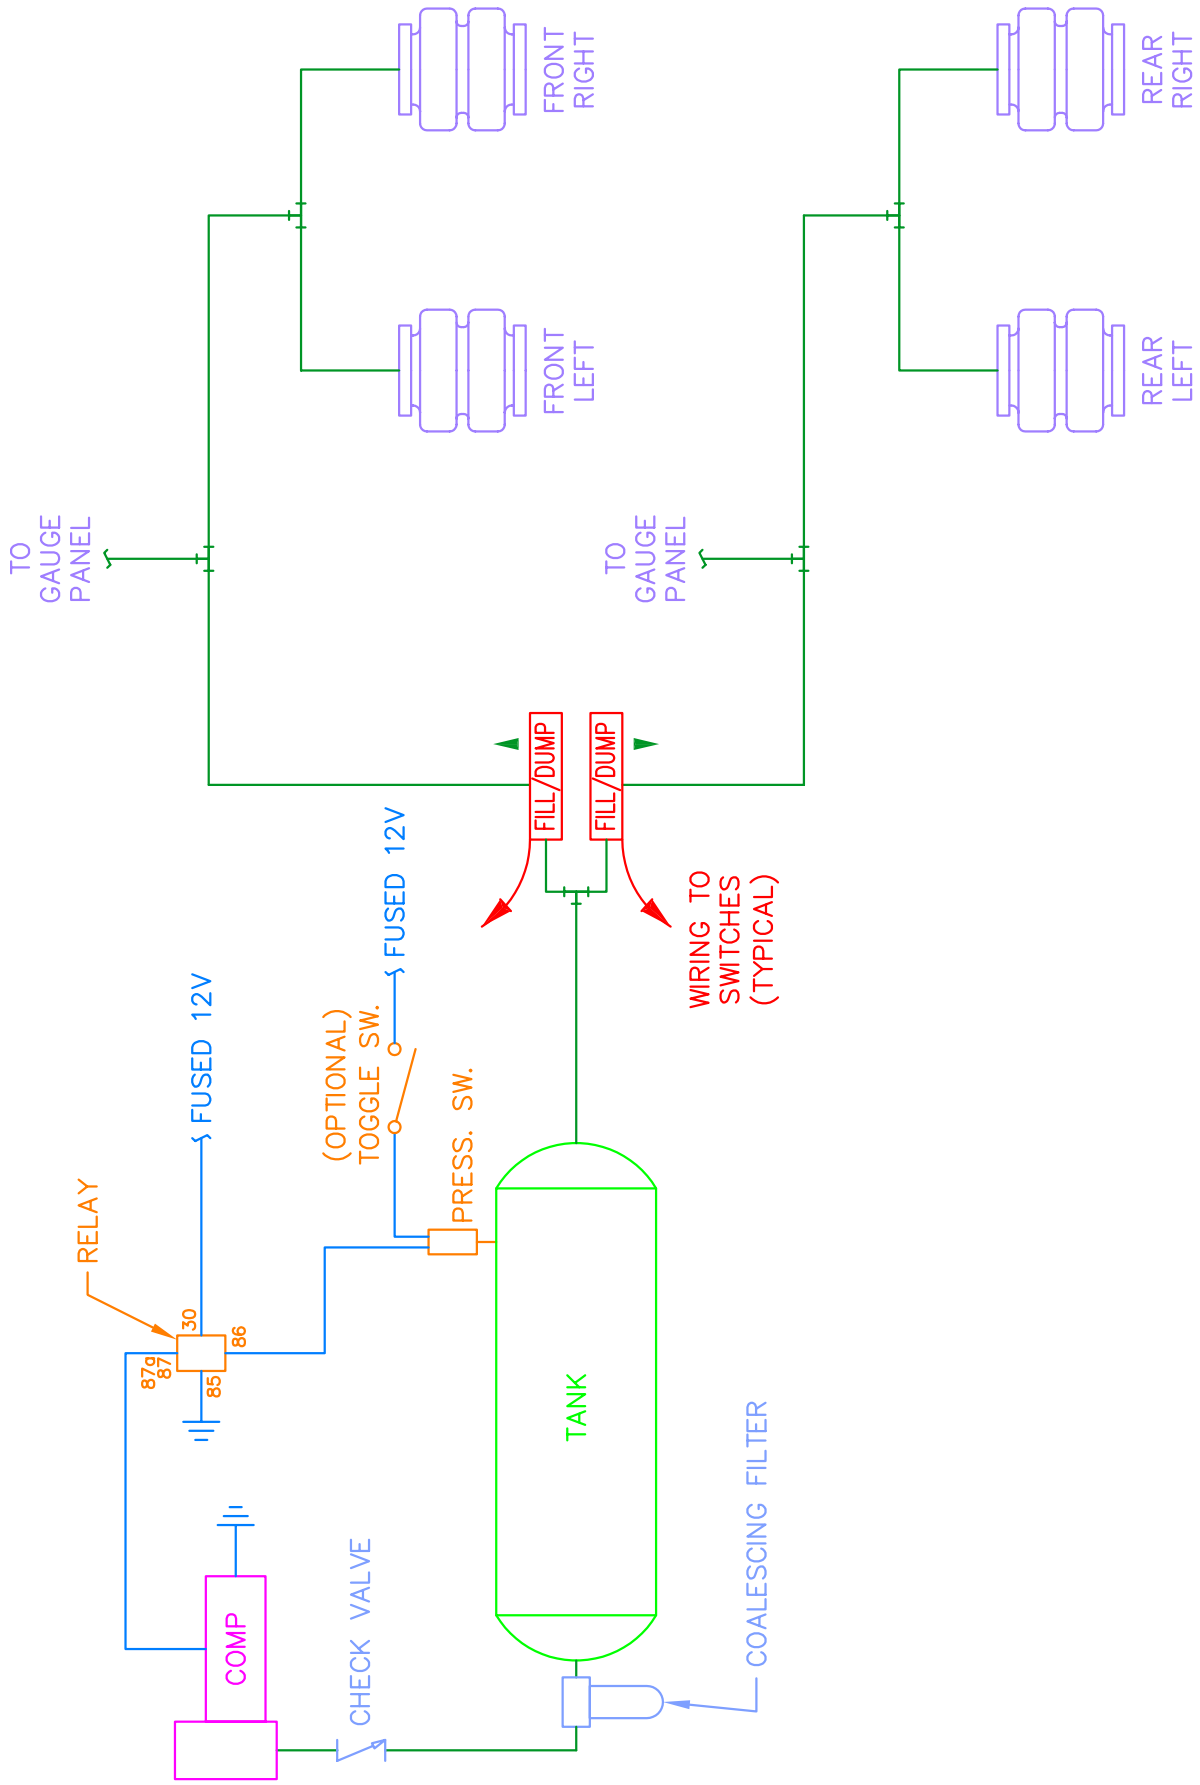 TO
GAUGE
PANEL
FRONT
LEFT
FRONT
RIGHT
TO
GAUGE
PANEL
REAR
LEFT
REAR
RIGHT
RELAY
87a
87
30
85
86
FUSED 12V
(OPTIONAL)
TOGGLE SW.
FUSED 12V
PRESS. SW.
FILL/DUMP
FILL/DUMP
WIRING TO
SWITCHES
(TYPICAL)
COMP
CHECK VALVE
TANK
COALESCING FILTER